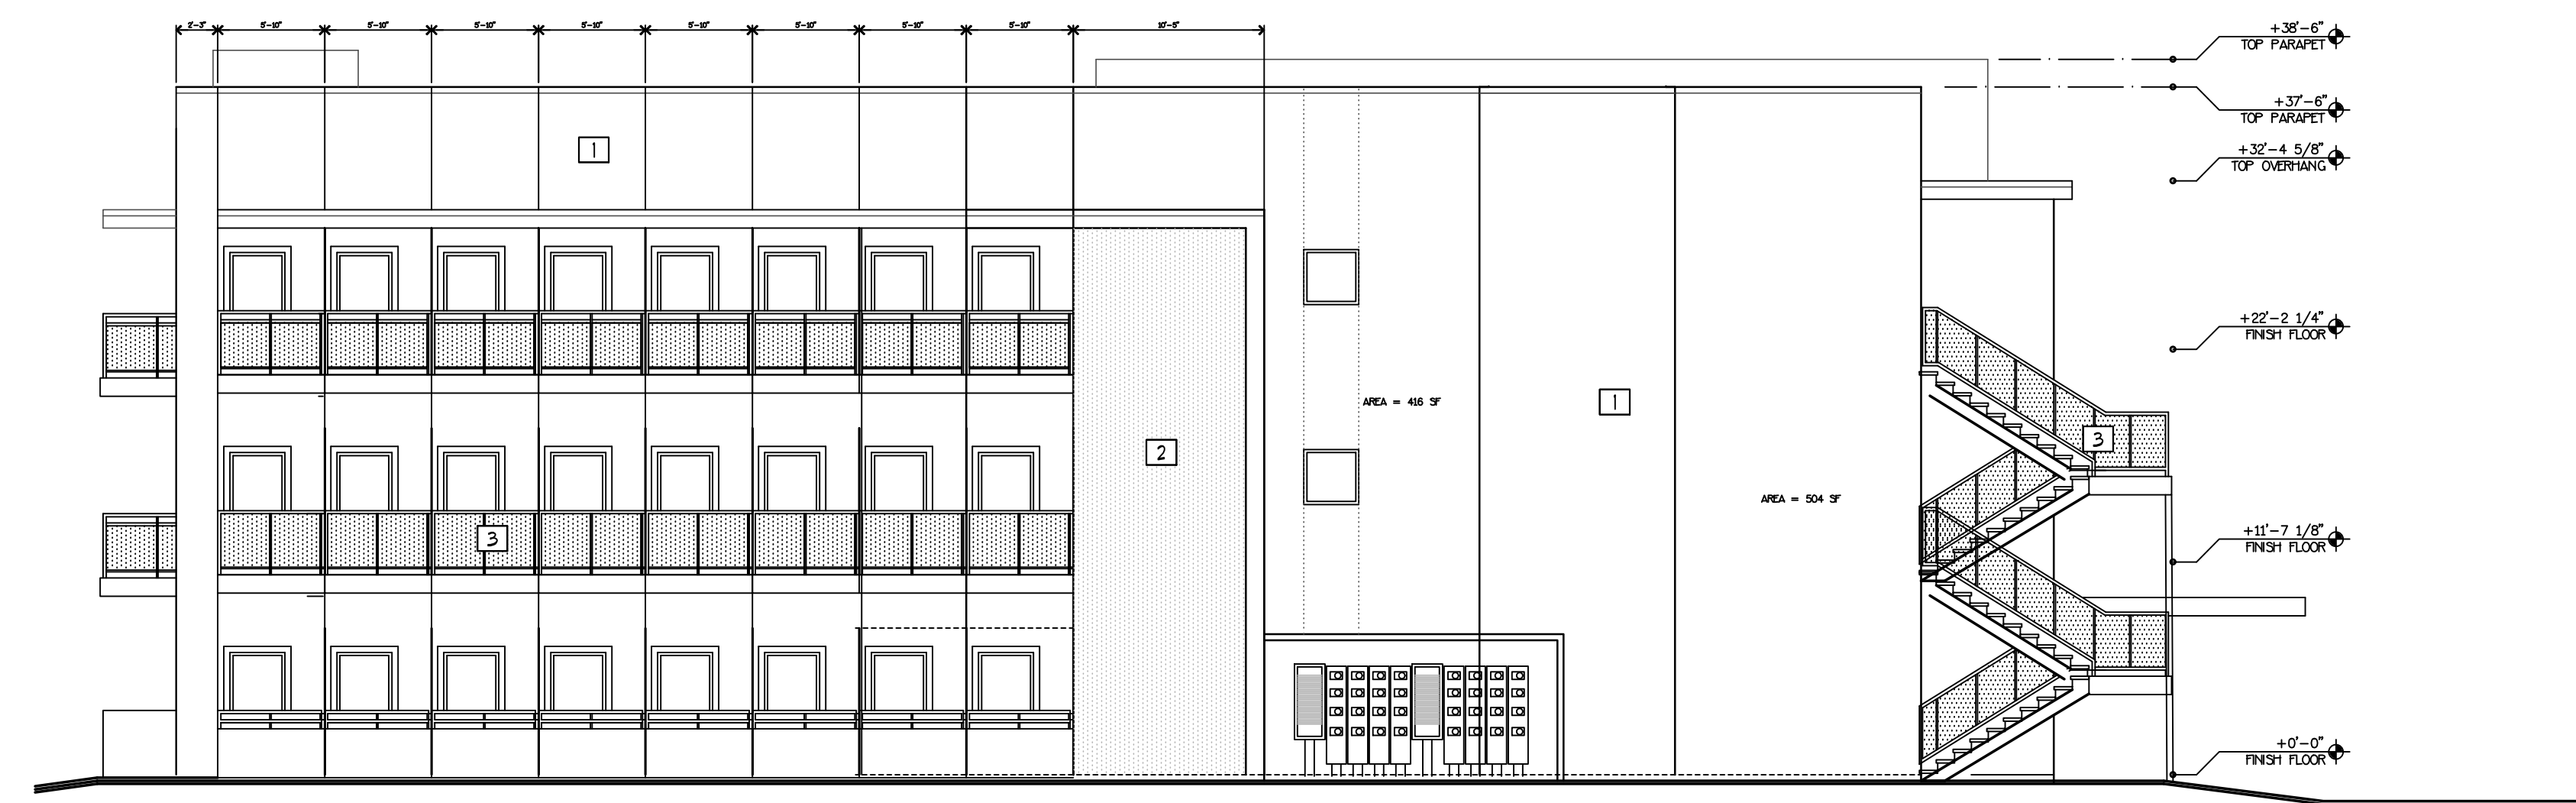 2'-3" 5'-10" 5'-10" 5'-10" 5'-10" 5'-10" 5'-10" 5'-10" 5'-10" 10'-5"
+38'-6"
TOP PARAPET
+37'-6"
TOP PARAPET
1
+32'-4 5/8"
TOP OVERHANG
+22'-2 1/4"
FINISH FLOOR
AREA = 416 SF
1
3
2
AREA = 504 SF
3
+11'-7 1/8"
FINISH FLOOR
+0'-0"
FINISH FLOOR